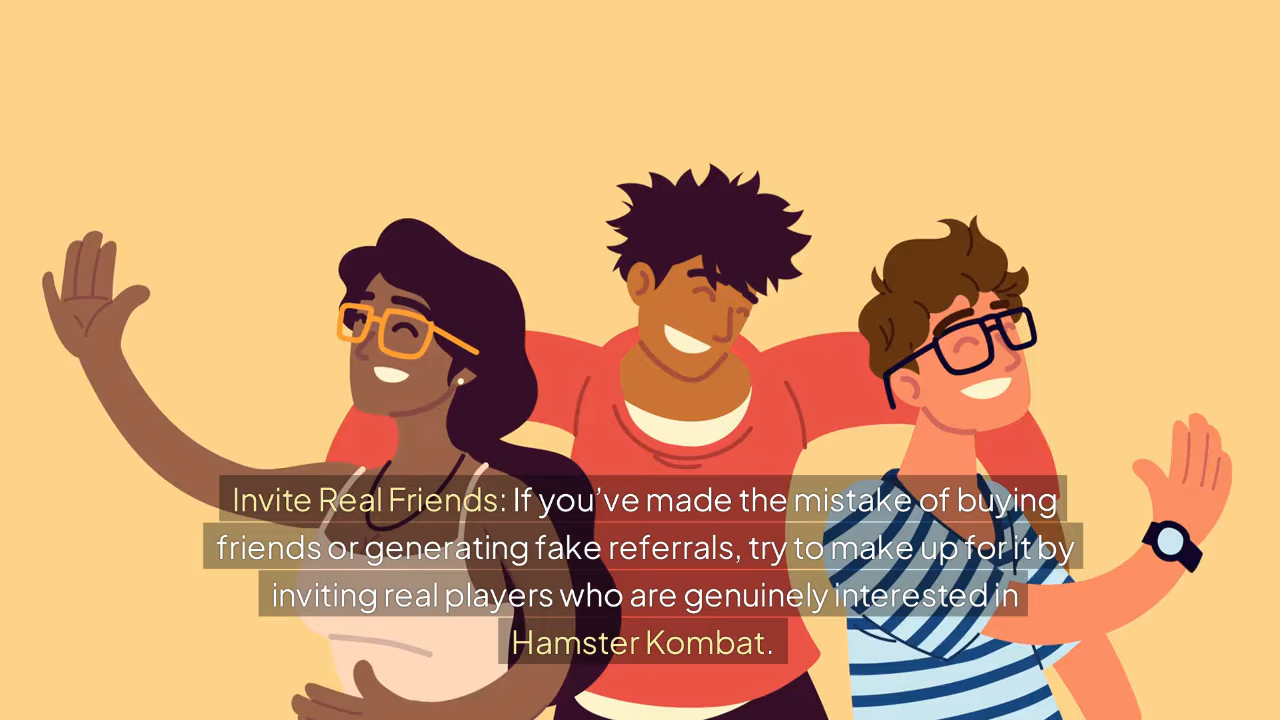 Invite Real Friends: If you’ve made the mistake of buying
friends or generating fake referrals, try to make up for it by
inviting real players who are genuinely interested in
Hamster Kombat.